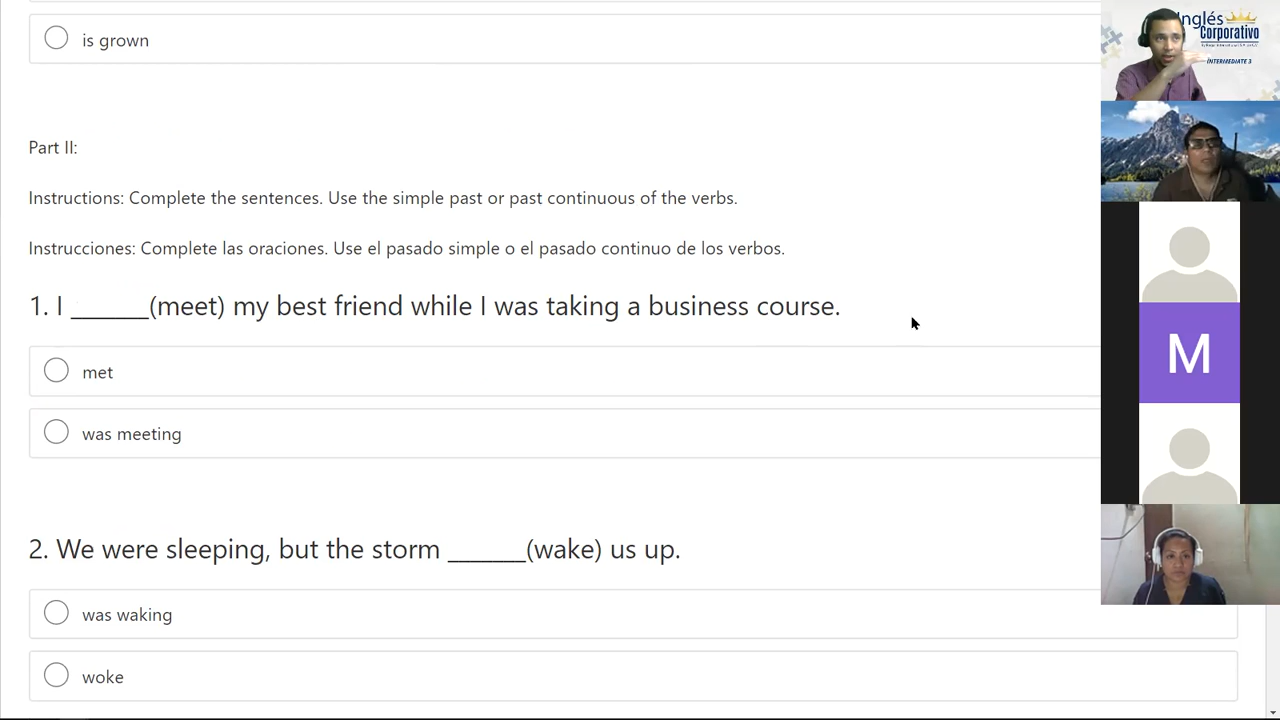 is grown
Part II:
Instructions: Complete the sentences. Use the simple past or past continuous of the verbs.
Instrucciones: Complete las oraciones. Use el pasado simple o el pasado continuo de los verbos.
1. I ______(meet) my best friend while I was taking a business course.
met
was meeting
2. We were sleeping, but the storm ______(wake) us up.
was waking
woke
Inglés
Corporativo
INTERMEDIATE 3
M